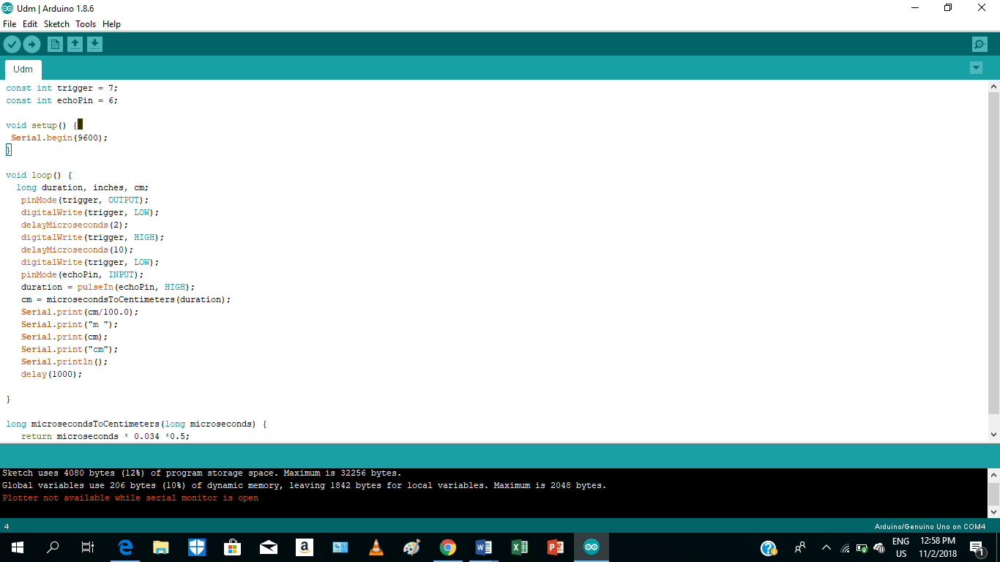 Udm | Arduino 1.8.6
File Edit Sketch Tools Help
Udm
const int trigger = 7;
const int echoPin = 6;
void setup() {
Serial.begin(9600);
}
void loop() {
long duration, inches, cm;
pinMode(trigger, OUTPUT);
digitalWrite(trigger, LOW);
delayMicroseconds(2);
digitalWrite(trigger, HIGH);
delayMicroseconds(10);
digitalWrite(trigger, LOW);
pinMode(echoPin, INPUT);
duration = pulseIn(echoPin, HIGH);
cm = microsecondsToCentimeters(duration);
Serial.print(cm/100.0);
Serial.print("m ");
Serial.print(cm);
Serial.print("cm");
Serial.println();
delay(1000);
}
long microsecondsToCentimeters(long microseconds) {
return microseconds * 0.034 *0.5;
Sketch uses 4080 bytes (12%) of program storage space. Maximum is 32256 bytes.
Global variables use 206 bytes (10%) of dynamic memory, leaving 1842 bytes for local variables. Maximum is 2048 bytes.
Plotter not available while serial monitor is open
4
Arduino/Genuino Uno on COM4
ENG
US
12:58 PM
11/2/2018
1